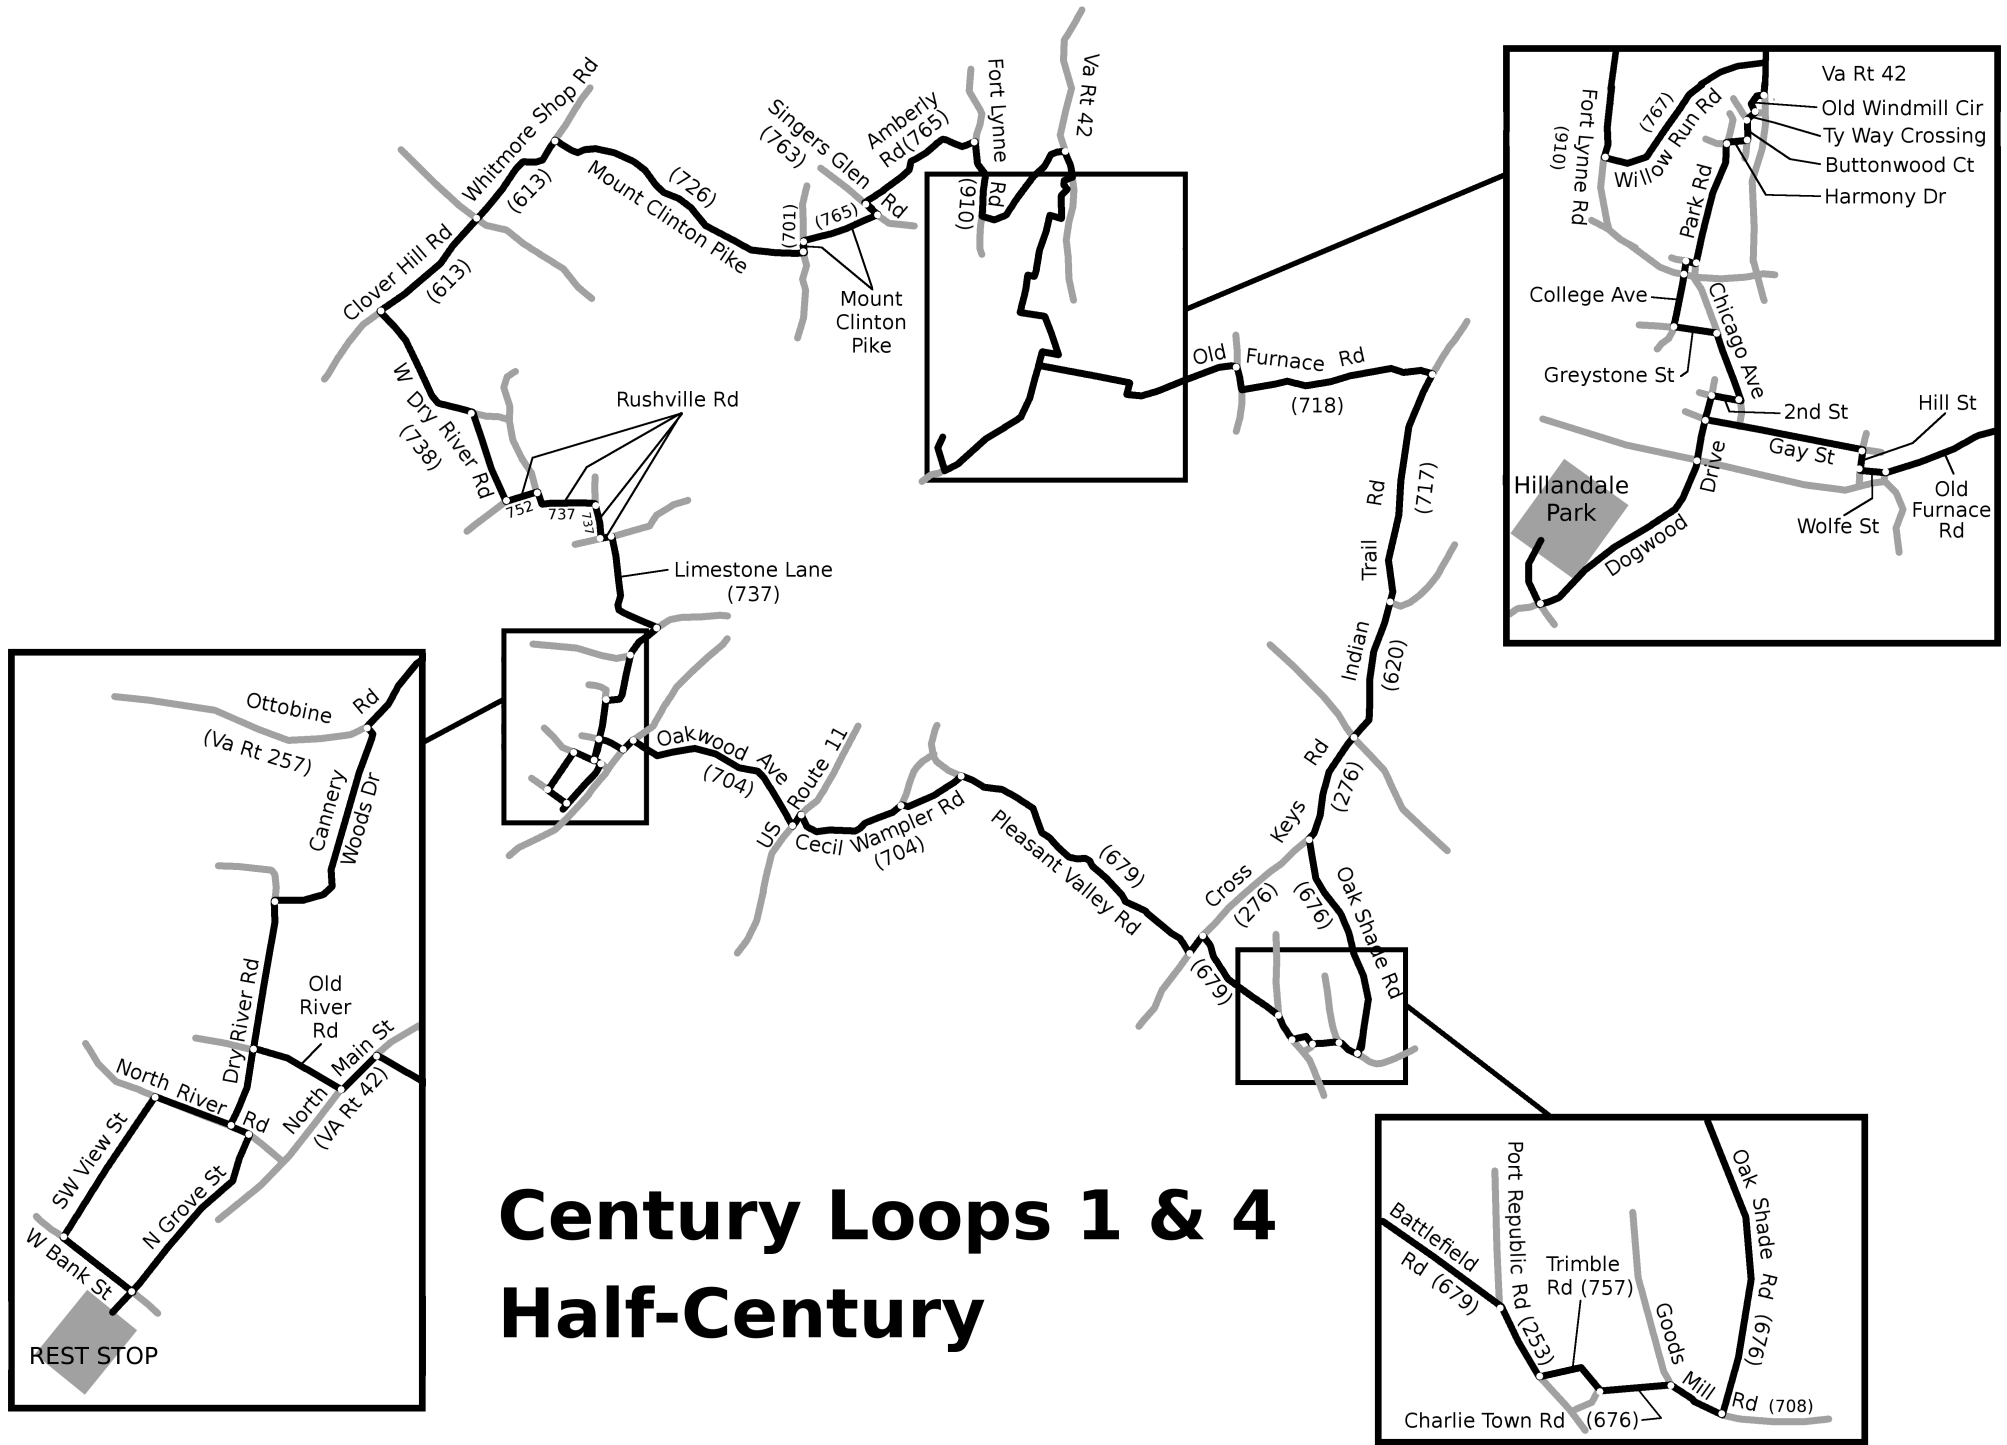 Whitmore Shop Rd
(613)
Clover Hill Rd
(613)
(726)
Mount Clinton Pike
Singers Glen Rd
(763)
Amberly
Rd(765)
(701)
(765)
Mount
Clinton
Pike
Fort Lynne Rd
(910)
Va Rt 42
W Dry River Rd
(738)
Rushville Rd
752
737
737
Limestone Lane
(737)
Old Furnace Rd
(718)
Indian Trail Rd
(717)
(620)
Cross Keys Rd
(276)
(276)
Oak Shade Rd
(676)
Oakwood Ave
(704)
US Route 11
Cecil Wampler Rd
(704)
Pleasant Valley Rd
(679)
(679)
Va Rt 42
Old Windmill Cir
Ty Way Crossing
Buttonwood Ct
Harmony Dr
Fort Lynne Rd
(910)
Willow Run Rd
(767)
Park Rd
College Ave
Chicago Ave
Greystone St
2nd St
Hill St
Gay St
Hillandale
Park
Dogwood Drive
Wolfe St
Old
Furnace
Rd
Ottobine Rd
(Va Rt 257)
Cannery
Woods Dr
Dry River Rd
Old
River
Rd
North Main St
(VA Rt 42)
North River Rd
SW View St
N Grove St
W Bank St
REST STOP
Century Loops 1 & 4
Half-Century
Battlefield
Rd (679)
Port Republic Rd (253)
Trimble
Rd (757)
Goods Mill Rd (708)
Oak Shade Rd (676)
Charlie Town Rd (676)